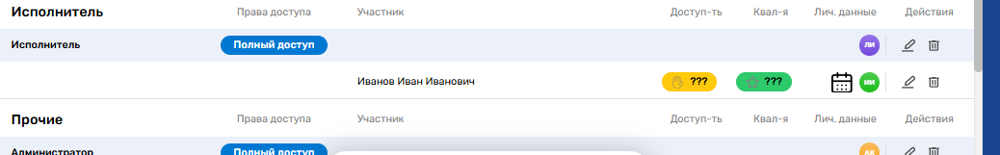 Исполнитель Права доступа Участник Доступ-ть Квал-я Лич. данные Действия
Исполнитель Полный доступ ЛИ
Иванов Иван Иванович ??? ??? ИИ
Прочие Права доступа Участник Доступ-ть Квал-я Лич. данные Действия
Администратор Полный доступ АК